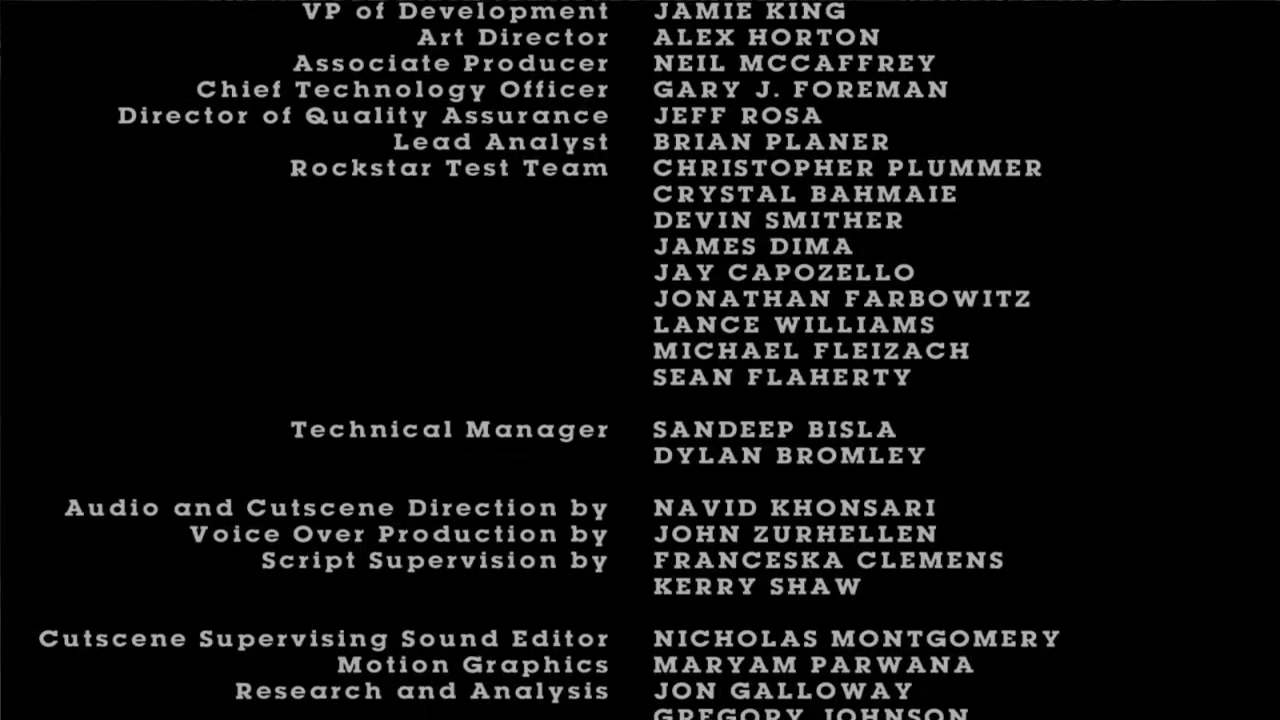 VP of Development JAMIE KING
Art Director ALEX HORTON
Associate Producer NEIL MCCAFFREY
Chief Technology Officer GARY J. FOREMAN
Director of Quality Assurance JEFF ROSA
Lead Analyst BRIAN PLANER
Rockstar Test Team CHRISTOPHER PLUMMER
CRYSTAL BAHMAIE
DEVIN SMITHER
JAMES DIMA
JAY CAPOZELLO
JONATHAN FARBOWITZ
LANCE WILLIAMS
MICHAEL FLEIZACH
SEAN FLAHERTY
Technical Manager SANDEEP BISLA
DYLAN BROMLEY
Audio and Cutscene Direction by NAVID KHONSARI
Voice Over Production by JOHN ZURHELLEN
Script Supervision by FRANCESKA CLEMENS
KERRY SHAW
Cutscene Supervising Sound Editor NICHOLAS MONTGOMERY
Motion Graphics MARYAM PARWANA
Research and Analysis JON GALLOWAY
GREGORY JOHNSON